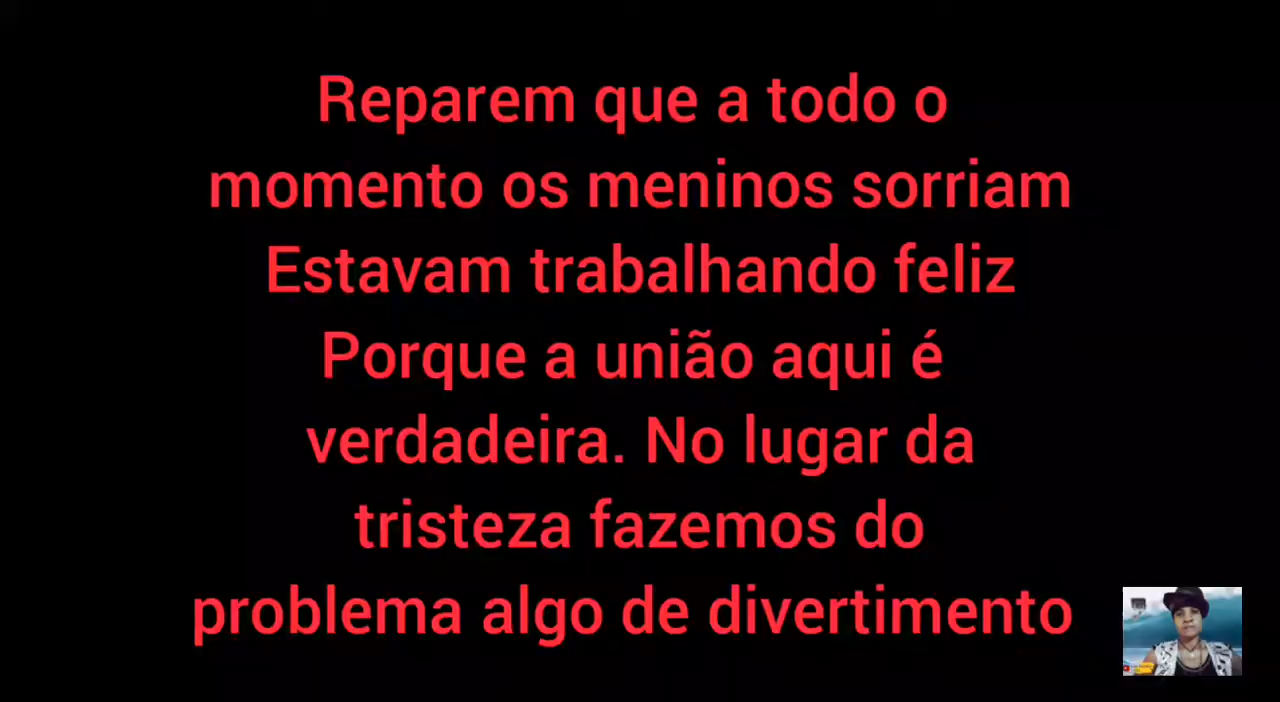 Reparem que a todo o
momento os meninos sorriam
Estavam trabalhando feliz
Porque a união aqui é
verdadeira. No lugar da
tristeza fazemos do
problema algo de divertimento